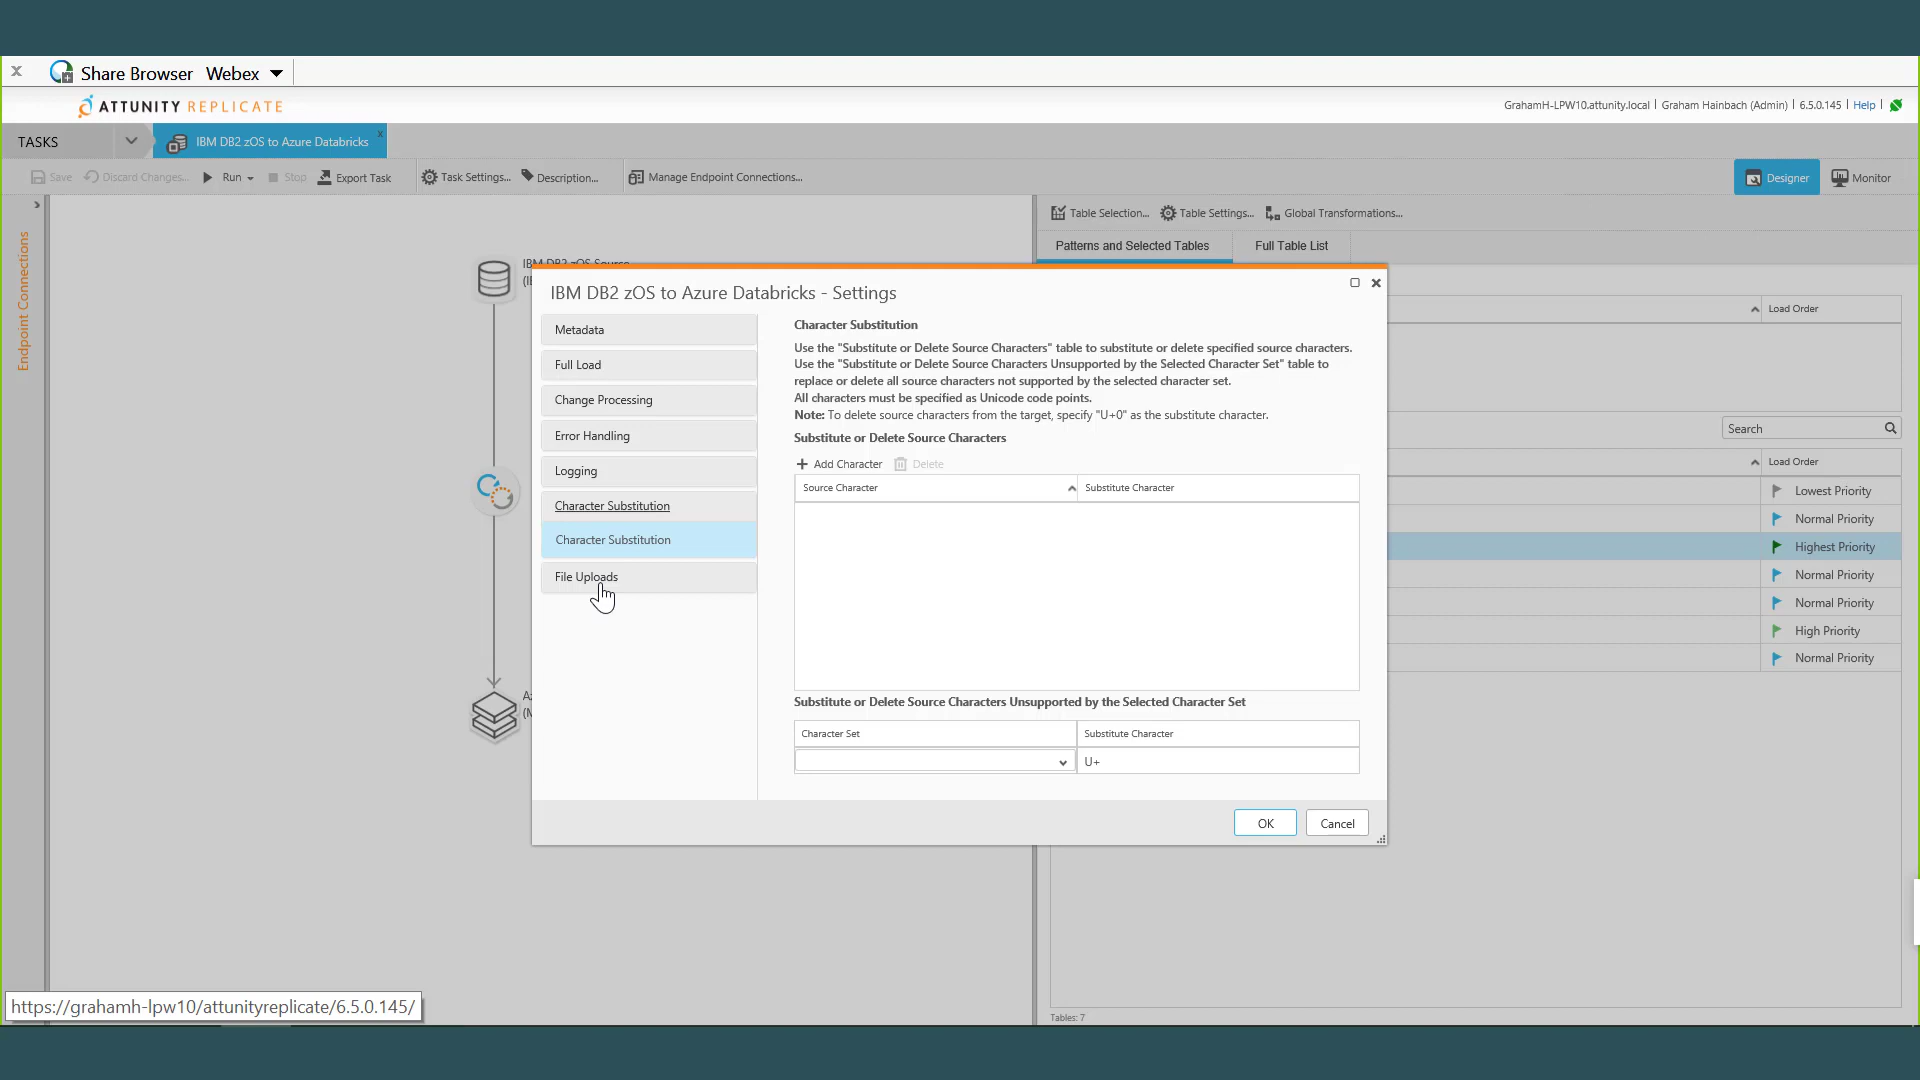 x Share Browser Webex
ATTUNITY REPLICATE
GrahamH-LPW10.attunity.local | Graham Hainbach (Admin) | 6.5.0.145 | Help |
TASKS
IBM DB2 zOS to Azure Databricks x
Save Discard Changes... Run Stop Export Task Task Settings... Description... Manage Endpoint Connections... Designer Monitor
Endpoint Connections
Table Selection... Table Settings... Global Transformations...
Patterns and Selected Tables Full Table List
IBM DB2 zOS Source
IBM DB2 zOS to Azure Databricks - Settings
Metadata
Full Load
Change Processing
Error Handling
Logging
Character Substitution
Character Substitution
File Uploads
Character Substitution
Use the "Substitute or Delete Source Characters" table to substitute or delete specified source characters.
Use the "Substitute or Delete Source Characters Unsupported by the Selected Character Set" table to
replace or delete all source characters not supported by the selected character set.
All characters must be specified as Unicode code points.
Note: To delete source characters from the target, specify "U+0" as the substitute character.
Substitute or Delete Source Characters
Add Character Delete
Source Character Substitute Character
Substitute or Delete Source Characters Unsupported by the Selected Character Set
Character Set Substitute Character
U+
OK Cancel
Load Order
Search
Load Order
Lowest Priority
Normal Priority
Highest Priority
Normal Priority
Normal Priority
High Priority
Normal Priority
https://grahamh-lpw10/attunityreplicate/6.5.0.145/
Tables: 7